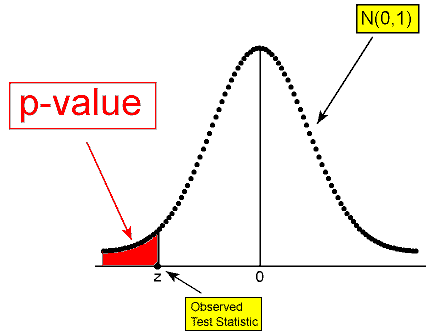 N(0,1)
p-value
z
0
Observed
Test Statistic